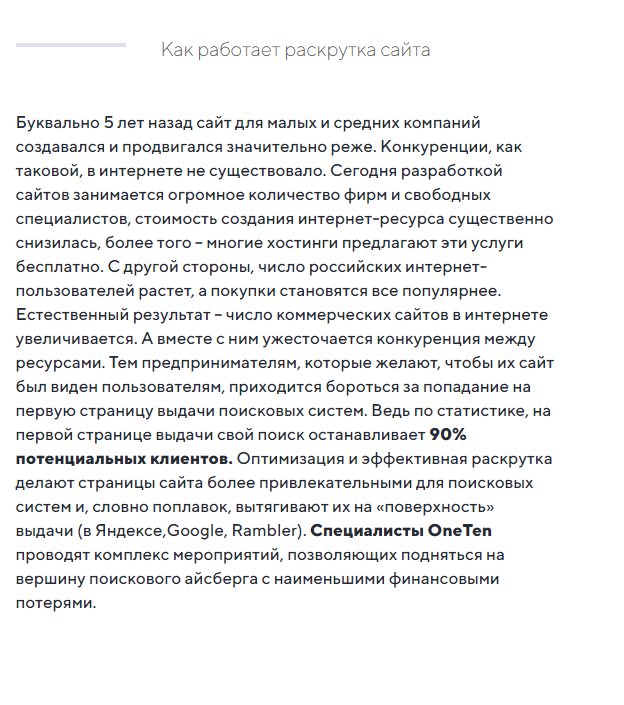 Как работает раскрутка сайта
Буквально 5 лет назад сайт для малых и средних компаний
создавался и продвигался значительно реже. Конкуренции, как
таковой, в интернете не существовало. Сегодня разработкой
сайтов занимается огромное количество фирм и свободных
специалистов, стоимость создания интернет-ресурса существенно
снизилась, более того – многие хостинги предлагают эти услуги
бесплатно. С другой стороны, число российских интернет-
пользователей растет, а покупки становятся все популярнее.
Естественный результат – число коммерческих сайтов в интернете
увеличивается. А вместе с ним ужесточается конкуренция между
ресурсами. Тем предпринимателям, которые желают, чтобы их сайт
был виден пользователям, приходится бороться за попадание на
первую страницу выдачи поисковых систем. Ведь по статистике, на
первой странице выдачи свой поиск останавливает 90%
потенциальных клиентов. Оптимизация и эффективная раскрутка
делают страницы сайта более привлекательными для поисковых
систем и, словно поплавок, вытягивают их на «поверхность»
выдачи (в Яндексе,Google, Rambler). Специалисты OneTen
проводят комплекс мероприятий, позволяющих подняться на
вершину поискового айсберга с наименьшими финансовыми
потерями.